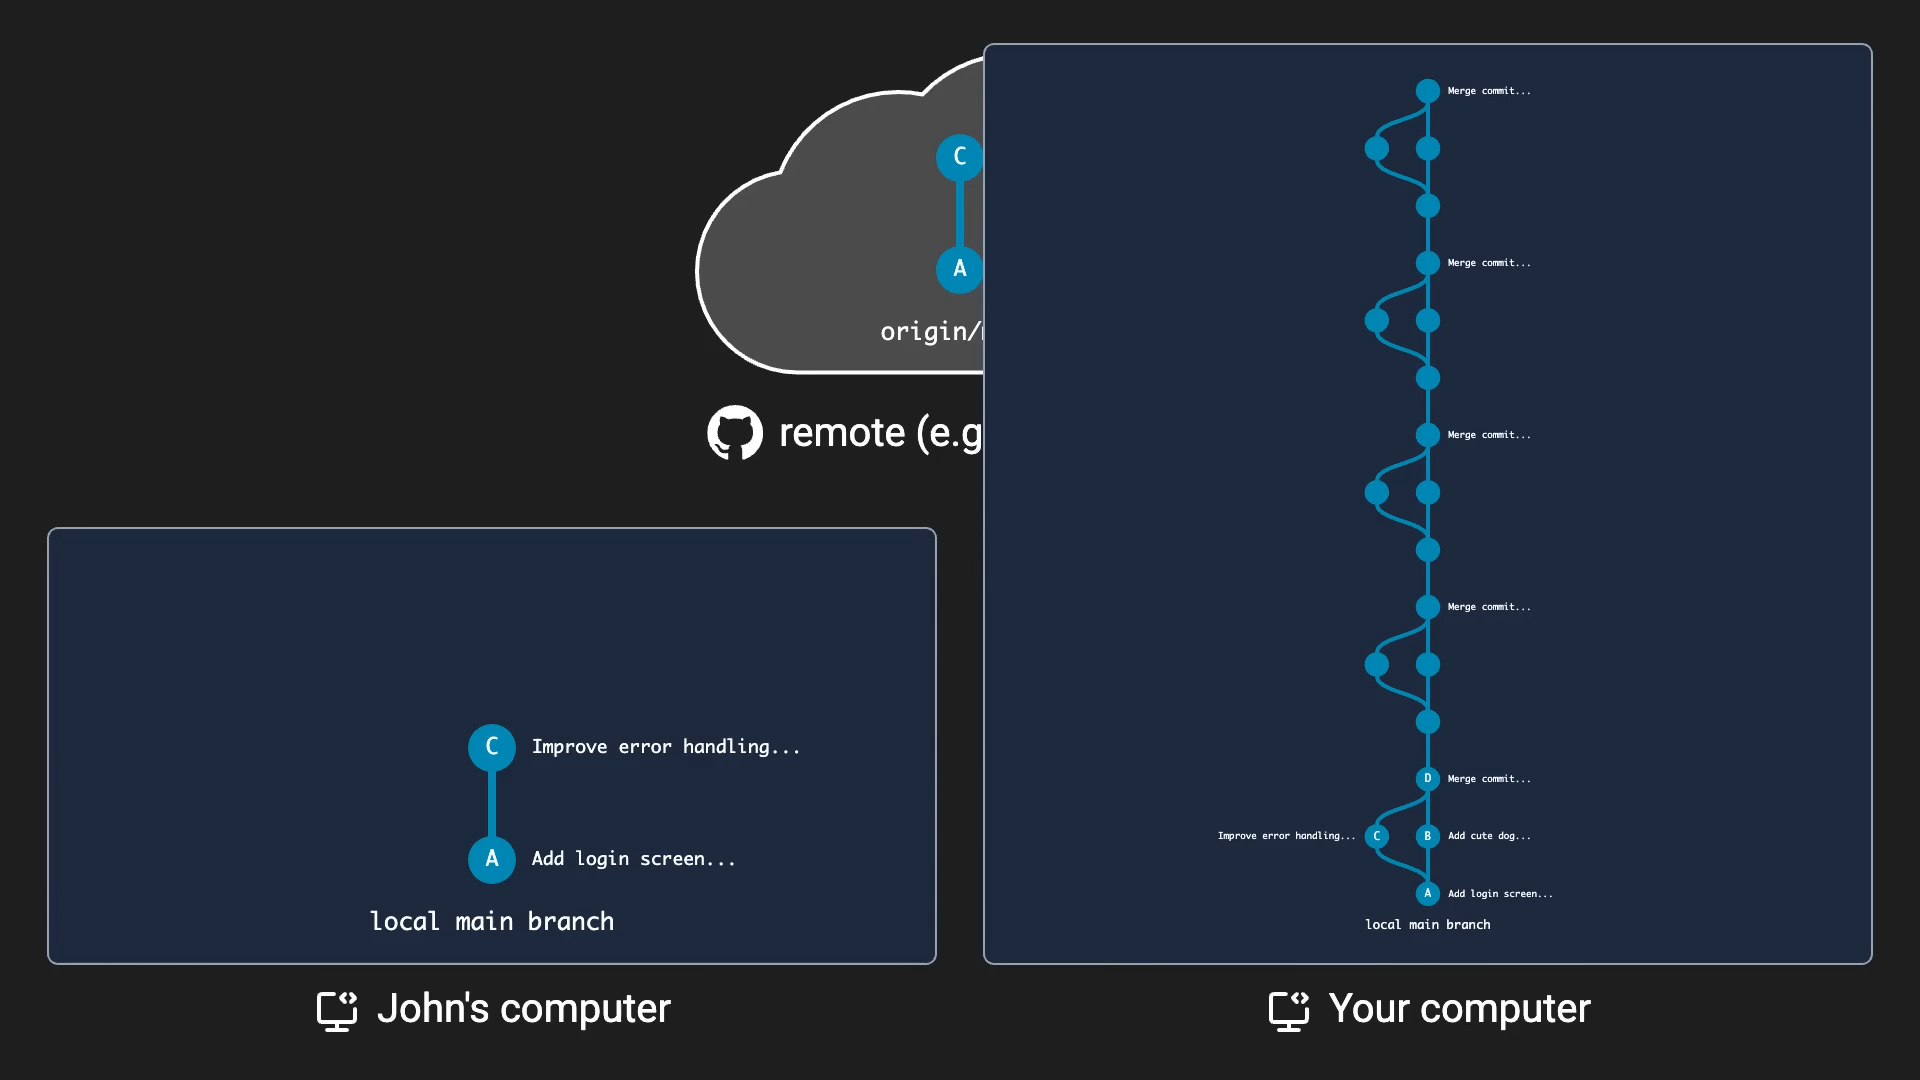 C
A
origin/
remote (e.g
C Improve error handling...
A Add login screen...
local main branch
John's computer
Merge commit...
Merge commit...
Merge commit...
Merge commit...
D Merge commit...
Improve error handling... C B Add cute dog...
A Add login screen...
local main branch
Your computer